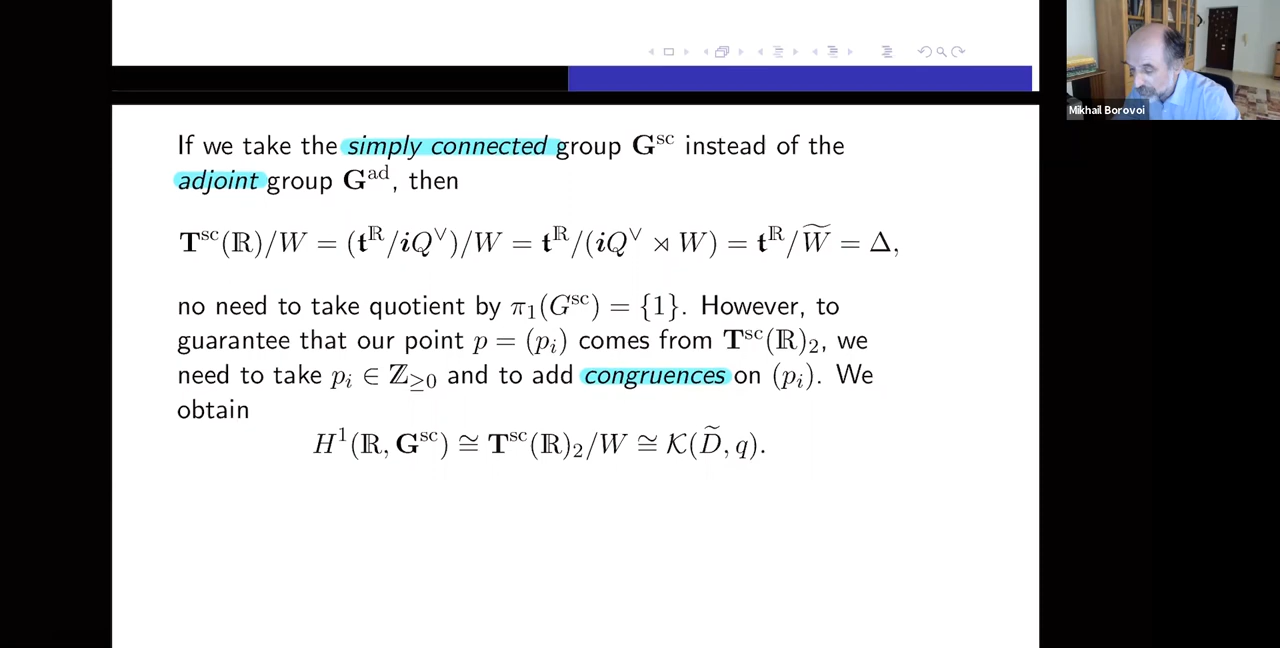 Mikhail Borovoi
If we take the simply connected group G^sc instead of the
adjoint group G^ad, then
T^sc(ℝ)/W = (𝔱^ℝ/iQ^∨)/W = 𝔱^ℝ/(iQ^∨ ⋊ W) = 𝔱^ℝ/W̃ = Δ,
no need to take quotient by π₁(G^sc) = {1}. However, to
guarantee that our point p = (p_i) comes from T^sc(ℝ)₂, we
need to take p_i ∈ ℤ_≥0 and to add congruences on (p_i). We
obtain
H¹(ℝ, G^sc) ≅ T^sc(ℝ)₂/W ≅ 𝒦(D̃, q).